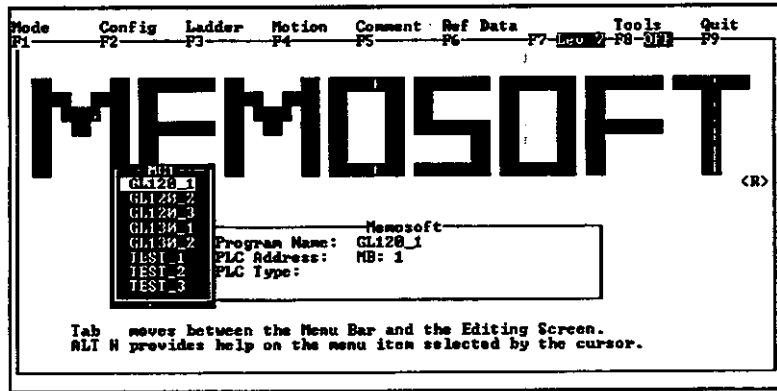 Mode Config Ladder Motion Comment Ref Data Tools Quit
F1 F2 F3 F4 F5 F6 F7 Lev 2 F8 OFF F9
MEMOSOFT
<R>
GL120_1
GL120_2
GL120_3
GL130_1
GL130_2
TEST_1
TEST_2
TEST_3
Memosoft
Program Name: GL120_1
PLC Address: MB: 1
PLC Type:
Tab moves between the Menu Bar and the Editing Screen.
ALT H provides help on the menu item selected by the cursor.